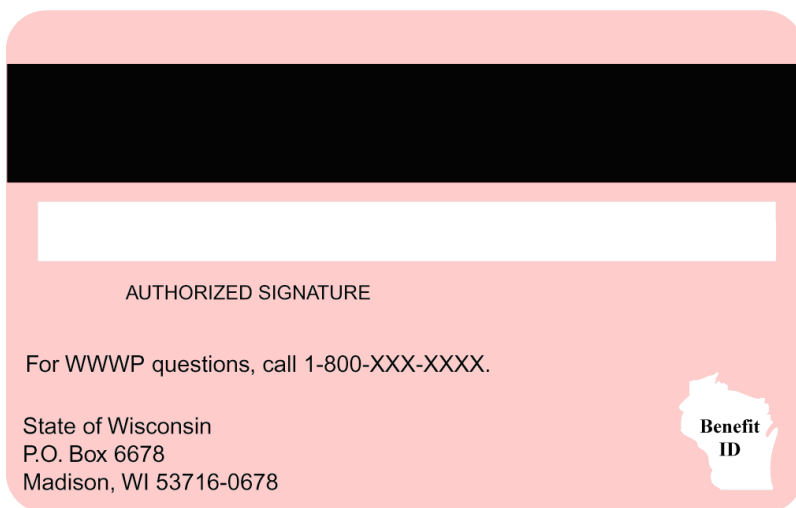 AUTHORIZED SIGNATURE
For WWWP questions, call 1-800-XXX-XXXX.
State of Wisconsin
P.O. Box 6678
Madison, WI 53716-0678
Benefit
ID